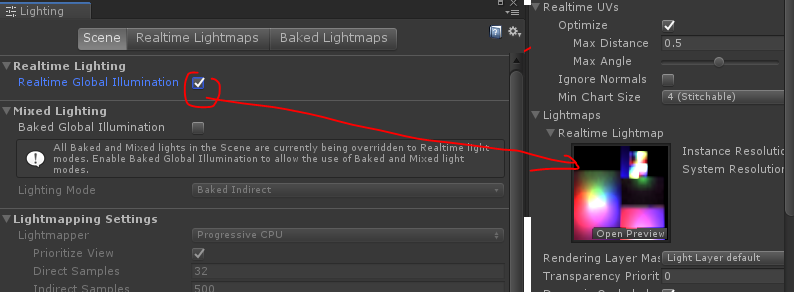 Lighting
Scene Realtime Lightmaps Baked Lightmaps
Realtime Lighting
Realtime Global Illumination
Mixed Lighting
Baked Global Illumination
All Baked and Mixed lights in the Scene are currently being overridden to Realtime light
modes. Enable Baked Global Illumination to allow the use of Baked and Mixed light
modes.
Lighting Mode Baked Indirect
Lightmapping Settings
Lightmapper Progressive CPU
Prioritize View
Direct Samples 32
Indirect Samples 500
Realtime UVs
Optimize
Max Distance 0.5
Max Angle
Ignore Normals
Min Chart Size 4 (Stitchable)
Lightmaps
Realtime Lightmap
Instance Resolutio
System Resolution
Open Preview
Rendering Layer Mas Light Layer default
Transparency Priorit 0